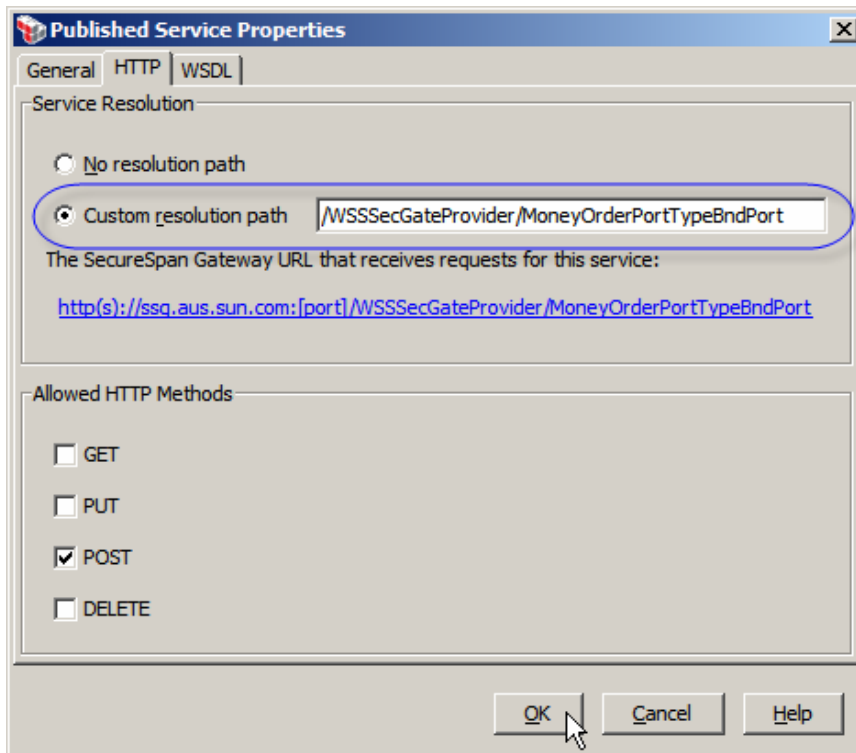 Published Service Properties
General HTTP WSDL
Service Resolution
No resolution path
Custom resolution path /WSSSecGateProvider/MoneyOrderPortTypeBndPort
The SecureSpan Gateway URL that receives requests for this service:
http(s)://ssg.aus.sun.com:[port]/WSSSecGateProvider/MoneyOrderPortTypeBndPort
Allowed HTTP Methods
GET
PUT
POST
DELETE
OK Cancel Help